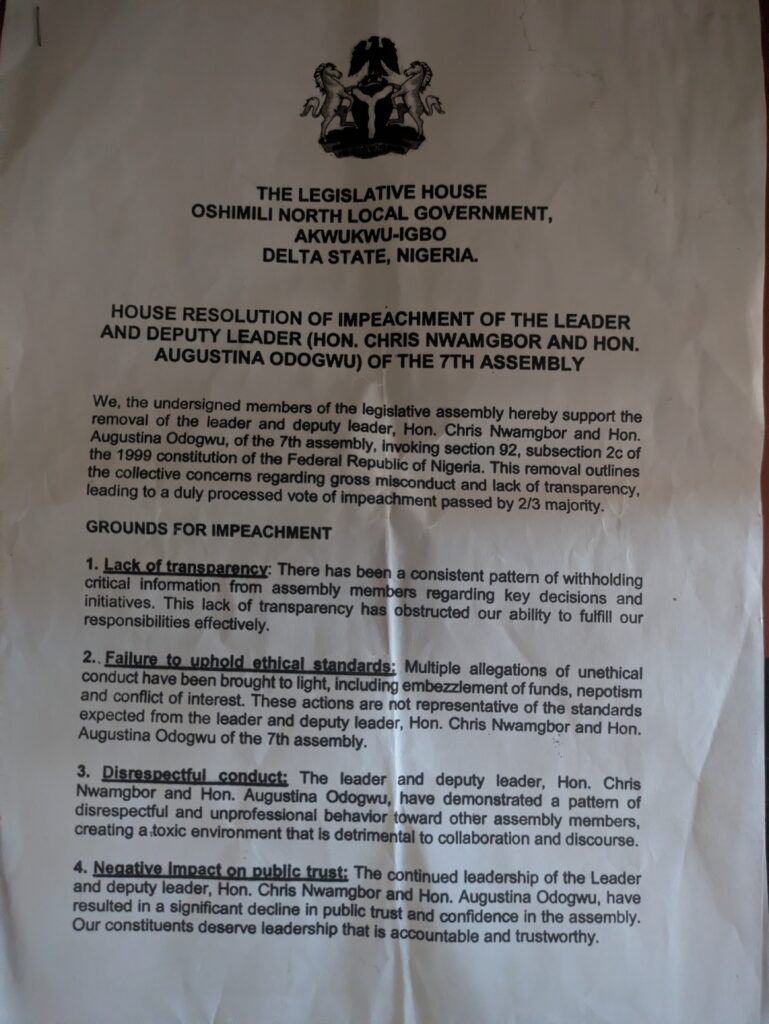 THE LEGISLATIVE HOUSE
OSHIMILI NORTH LOCAL GOVERNMENT,
AKWUKWU-IGBO
DELTA STATE, NIGERIA.
HOUSE RESOLUTION OF IMPEACHMENT OF THE LEADER
AND DEPUTY LEADER (HON. CHRIS NWAMGBOR AND HON.
AUGUSTINA ODOGWU) OF THE 7TH ASSEMBLY
We, the undersigned members of the legislative assembly hereby support the
removal of the leader and deputy leader, Hon. Chris Nwamgbor and Hon.
Augustina Odogwu, of the 7th assembly, invoking section 92, subsection 2c of
the 1999 constitution of the Federal Republic of Nigeria. This removal outlines
the collective concerns regarding gross misconduct and lack of transparency,
leading to a duly processed vote of impeachment passed by 2/3 majority.
GROUNDS FOR IMPEACHMENT
1. Lack of transparency: There has been a consistent pattern of withholding
critical information from assembly members regarding key decisions and
initiatives. This lack of transparency has obstructed our ability to fulfill our
responsibilities effectively.
2. Failure to uphold ethical standards: Multiple allegations of unethical
conduct have been brought to light, including embezzlement of funds, nepotism
and conflict of interest. These actions are not representative of the standards
expected from the leader and deputy leader, Hon. Chris Nwamgbor and Hon.
Augustina Odogwu of the 7th assembly.
3. Disrespectful conduct: The leader and deputy leader, Hon. Chris
Nwamgbor and Hon. Augustina Odogwu, have demonstrated a pattern of
disrespectful and unprofessional behavior toward other assembly members,
creating a toxic environment that is detrimental to collaboration and discourse.
4. Negative impact on public trust: The continued leadership of the Leader
and deputy leader, Hon. Chris Nwamgbor and Hon. Augustina Odogwu, have
resulted in a significant decline in public trust and confidence in the assembly.
Our constituents deserve leadership that is accountable and trustworthy.